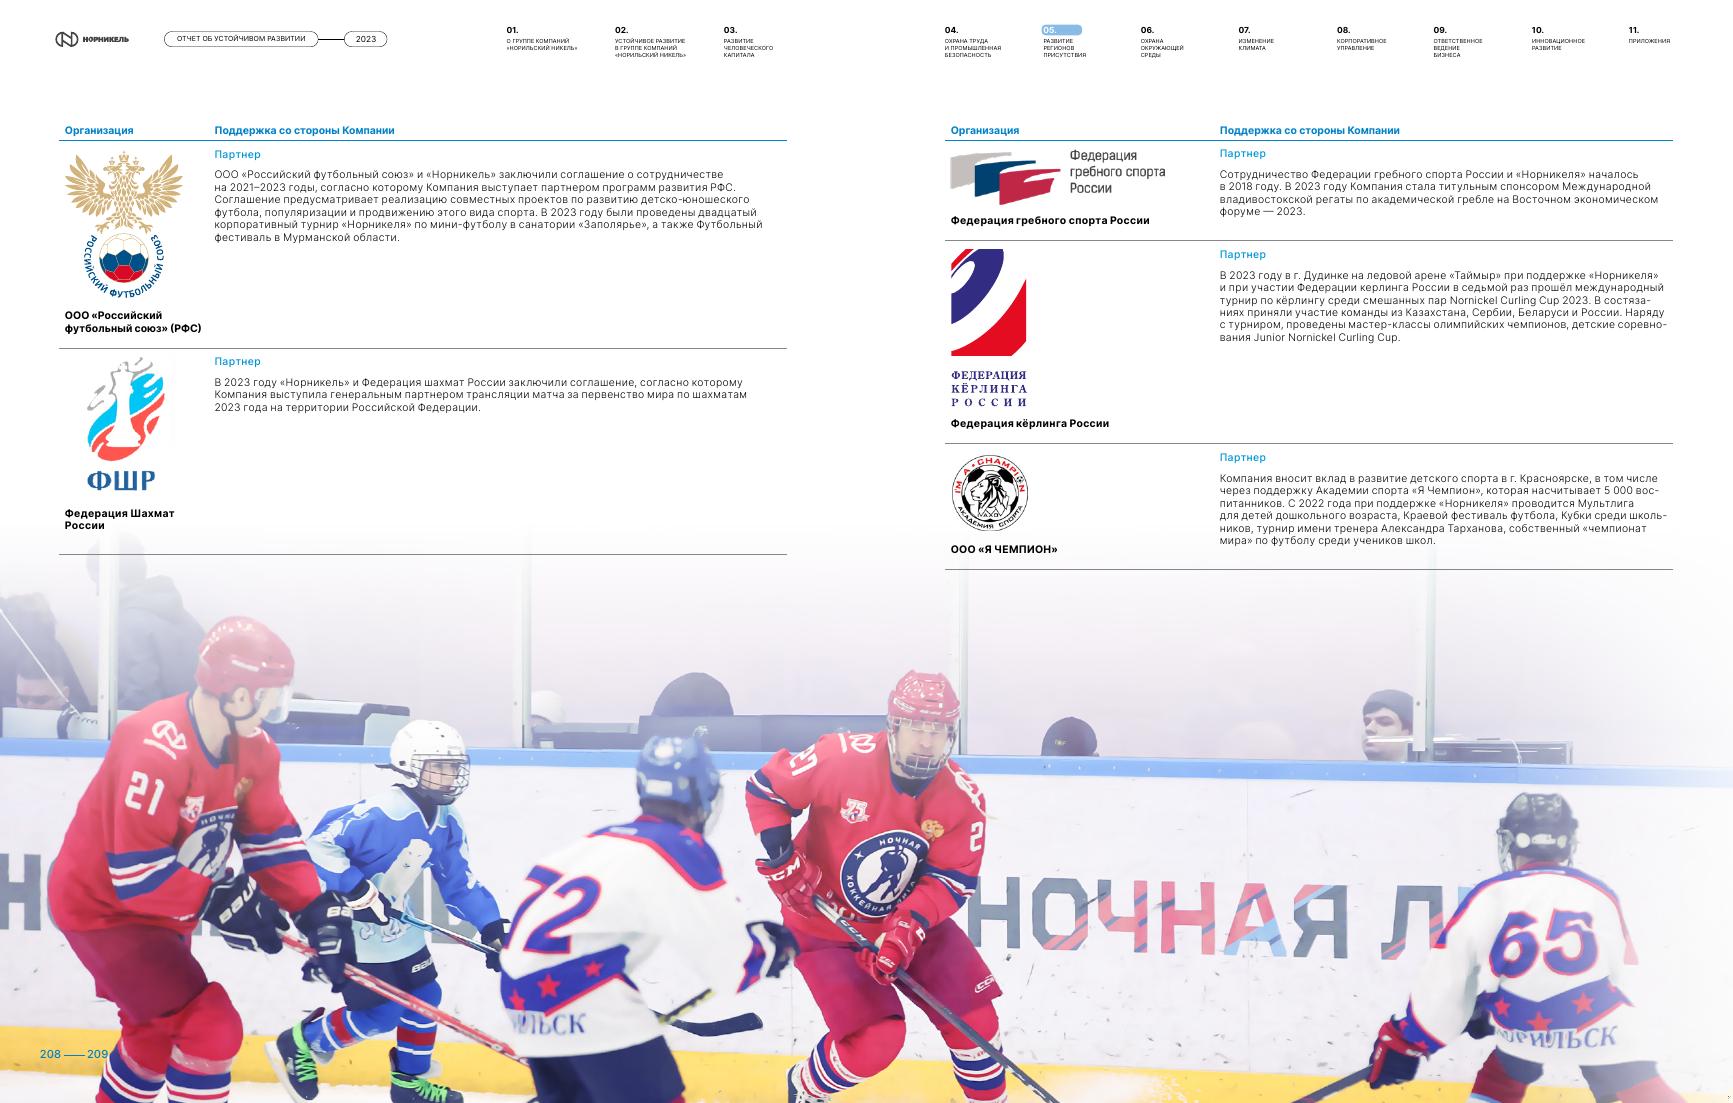 НОРНИКЕЛЬ
ОТЧЕТ ОБ УСТОЙЧИВОМ РАЗВИТИИ
2023
01.
О ГРУППЕ КОМПАНИЙ
«НОРИЛЬСКИЙ НИКЕЛЬ»
02.
УСТОЙЧИВОЕ РАЗВИТИЕ
В ГРУППЕ КОМПАНИЙ
«НОРИЛЬСКИЙ НИКЕЛЬ»
03.
РАЗВИТИЕ
ЧЕЛОВЕЧЕСКОГО
КАПИТАЛА
04.
ОХРАНА ТРУДА
И ПРОМЫШЛЕННАЯ
БЕЗОПАСНОСТЬ
05.
РАЗВИТИЕ
РЕГИОНОВ
ПРИСУТСТВИЯ
06.
ОХРАНА
ОКРУЖАЮЩЕЙ
СРЕДЫ
07.
ИЗМЕНЕНИЕ
КЛИМАТА
08.
КОРПОРАТИВНОЕ
УПРАВЛЕНИЕ
09.
ОТВЕТСТВЕННОЕ
ВЕДЕНИЕ
БИЗНЕСА
10.
ИННОВАЦИОННОЕ
РАЗВИТИЕ
11.
ПРИЛОЖЕНИЯ
Организация
Поддержка со стороны Компании
РОССИЙСКИЙ ФУТБОЛЬНЫЙ СОЮЗ
ООО «Российский
футбольный союз» (РФС)
Партнер
ООО «Российский футбольный союз» и «Норникель» заключили соглашение о сотрудничестве
на 2021–2023 годы, согласно которому Компания выступает партнером программ развития РФС.
Соглашение предусматривает реализацию совместных проектов по развитию детско-юношеского
футбола, популяризации и продвижению этого вида спорта. В 2023 году были проведены двадцатый
корпоративный турнир «Норникеля» по мини-футболу в санатории «Заполярье», а также Футбольный
фестиваль в Мурманской области.
ФШР
Федерация Шахмат
России
Партнер
В 2023 году «Норникель» и Федерация шахмат России заключили соглашение, согласно которому
Компания выступила генеральным партнером трансляции матча за первенство мира по шахматам
2023 года на территории Российской Федерации.
Организация
Поддержка со стороны Компании
Федерация
гребного спорта
России
Федерация гребного спорта России
Партнер
Сотрудничество Федерации гребного спорта России и «Норникеля» началось
в 2018 году. В 2023 году Компания стала титульным спонсором Международной
владивостокской регаты по академической гребле на Восточном экономическом
форуме — 2023.
ФЕДЕРАЦИЯ
КЁРЛИНГА
РОССИИ
Федерация кёрлинга России
Партнер
В 2023 году в г. Дудинке на ледовой арене «Таймыр» при поддержке «Норникеля»
и при участии Федерации керлинга России в седьмой раз прошёл международный
турнир по кёрлингу среди смешанных пар Nornickel Curling Cup 2023. В состяза-
ниях приняли участие команды из Казахстана, Сербии, Беларуси и России. Наряду
с турниром, проведены мастер-классы олимпийских чемпионов, детские соревно-
вания Junior Nornickel Curling Cup.
I'M A CHAMPION
АКАДЕМИЯ СПОРТА
ООО «Я ЧЕМПИОН»
Партнер
Компания вносит вклад в развитие детского спорта в г. Красноярске, в том числе
через поддержку Академии спорта «Я Чемпион», которая насчитывает 5 000 вос-
питанников. С 2022 года при поддержке «Норникеля» проводится Мультлига
для детей дошкольного возраста, Краевой фестиваль футбола, Кубки среди школь-
ников, турнир имени тренера Александра Тарханова, собственный «чемпионат
мира» по футболу среди учеников школ.
21
НОЧНАЯ
72
РИЛЬСК
23
75
НОЧНАЯ
ХОККЕЙНАЯ ЛИГА
2
CCM
НОЧНАЯ Л
65
НОРИЛЬСК
208 — 209